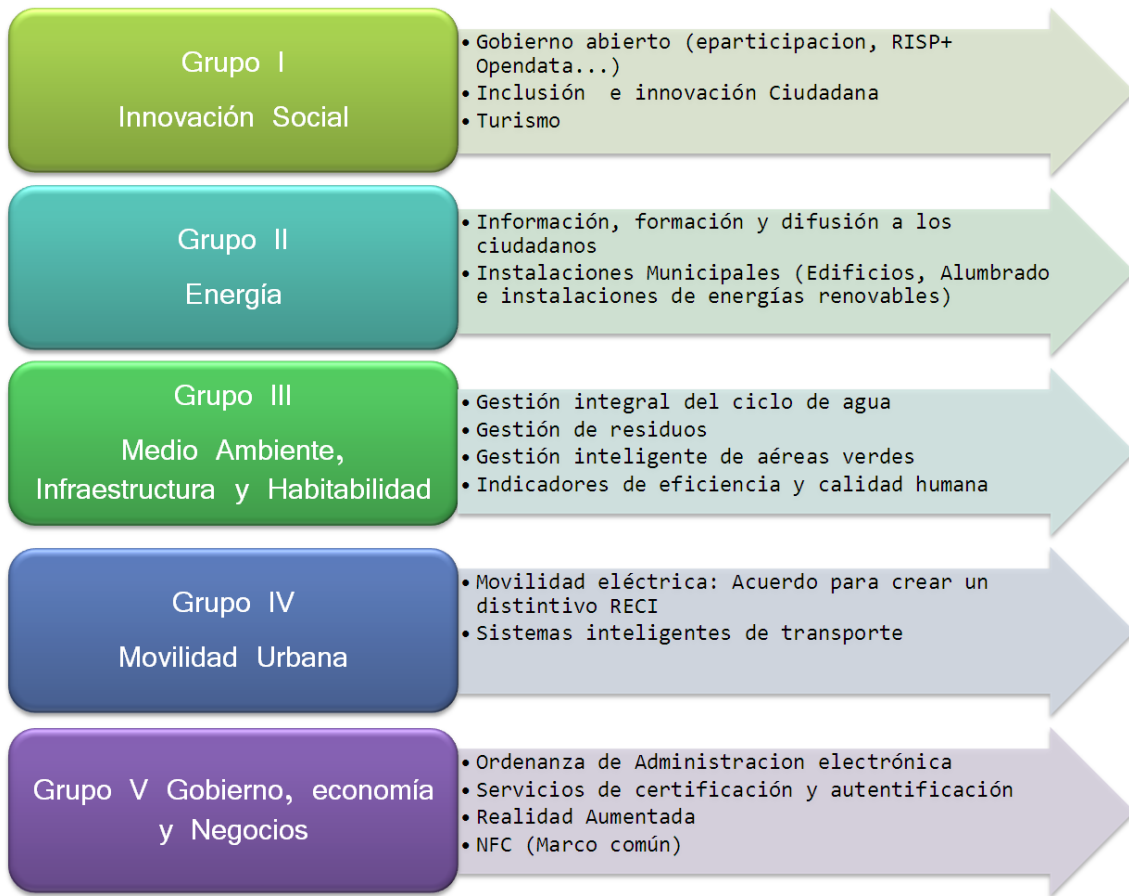 Grupo I
Innovación Social
• Gobierno abierto (eparticipacion, RISP+
Opendata...)
• Inclusión e innovación Ciudadana
• Turismo
Grupo II
Energía
• Información, formación y difusión a los
ciudadanos
• Instalaciones Municipales (Edificios, Alumbrado
e instalaciones de energías renovables)
Grupo III
Medio Ambiente,
Infraestructura y Habitabilidad
• Gestión integral del ciclo de agua
• Gestión de residuos
• Gestión inteligente de aéreas verdes
• Indicadores de eficiencia y calidad humana
Grupo IV
Movilidad Urbana
• Movilidad eléctrica: Acuerdo para crear un
distintivo RECI
• Sistemas inteligentes de transporte
Grupo V Gobierno, economía
y Negocios
• Ordenanza de Administracion electrónica
• Servicios de certificación y autentificación
• Realidad Aumentada
• NFC (Marco común)